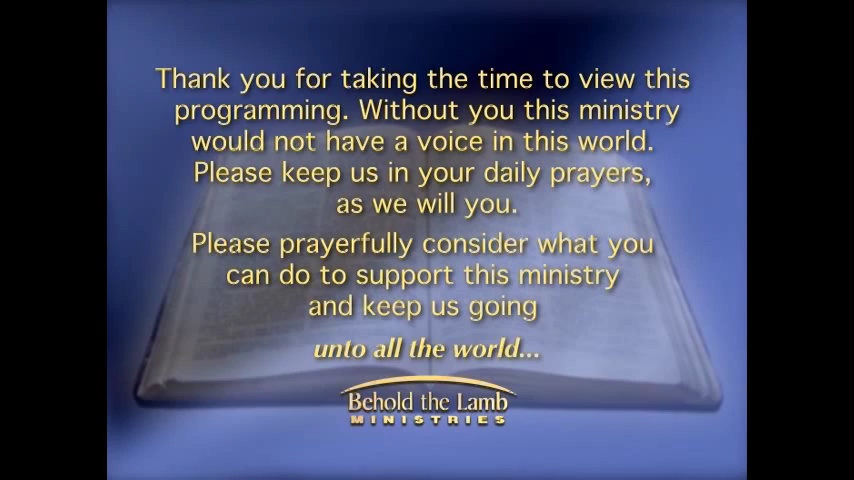 Thank you for taking the time to view this
programming. Without you this ministry
would not have a voice in this world.
Please keep us in your daily prayers,
as we will you.
Please prayerfully consider what you
can do to support this ministry
and keep us going
unto all the world...
Behold the Lamb
MINISTRIES